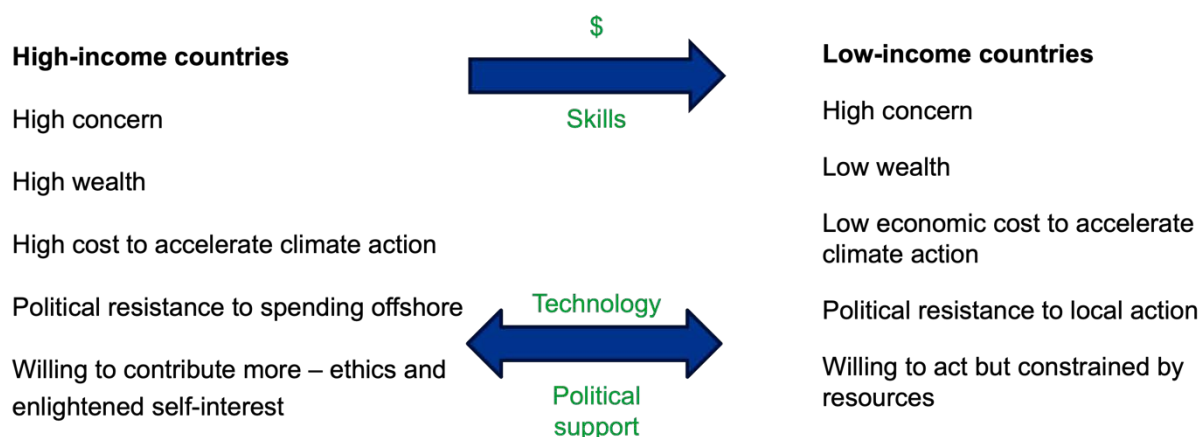 High-income countries
High concern
High wealth
High cost to accelerate climate action
Political resistance to spending offshore
Willing to contribute more – ethics and
enlightened self-interest
$
Skills
Technology
Political
support
Low-income countries
High concern
Low wealth
Low economic cost to accelerate
climate action
Political resistance to local action
Willing to act but constrained by
resources